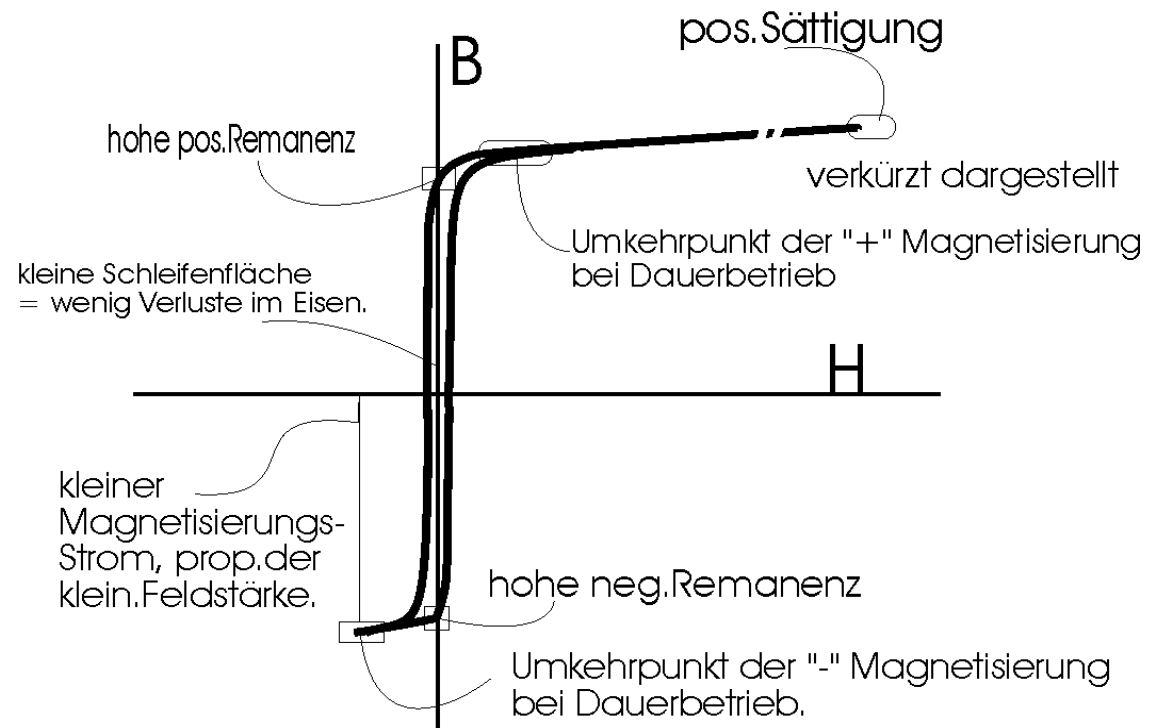 pos.Sättigung
B
hohe pos.Remanenz
verkürzt dargestellt
Umkehrpunkt der "+" Magnetisierung
bei Dauerbetrieb
kleine Schleifenfläche
= wenig Verluste im Eisen.
H
kleiner
Magnetisierungs-
Strom, prop.der
klein.Feldstärke.
hohe neg.Remanenz
Umkehrpunkt der "-" Magnetisierung
bei Dauerbetrieb.